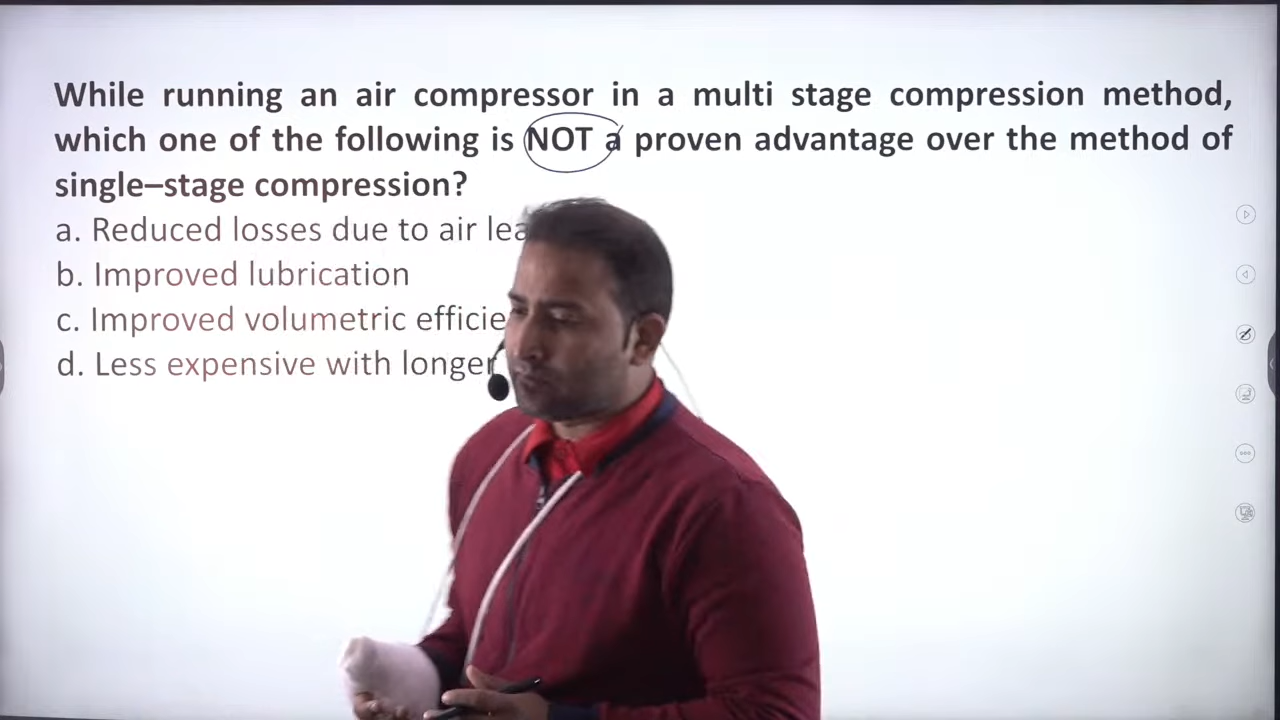 While running an air compressor in a multi stage compression method,
which one of the following is NOT a proven advantage over the method of
single–stage compression?
a. Reduced losses due to air
b. Improved lubrication
c. Improved volumetric
d. Less expensive with longer